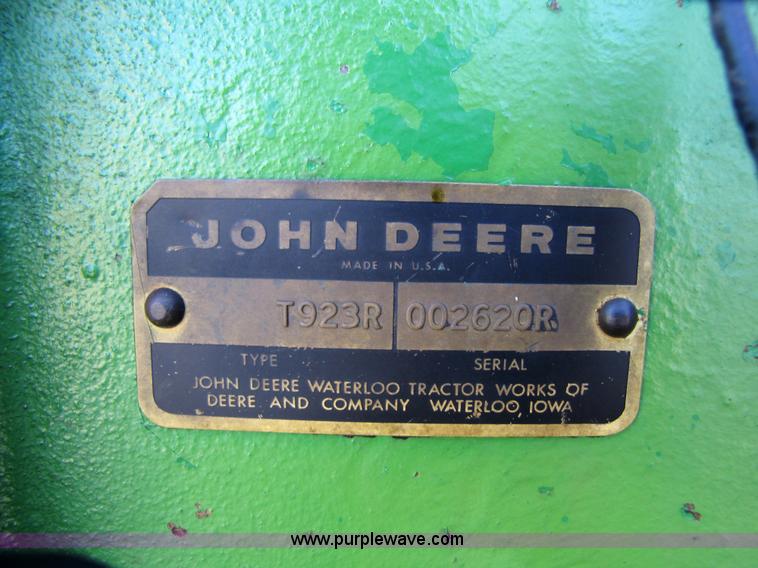 JOHN DEERE
MADE IN U.S.A.
T923R 002620R
TYPE SERIAL
JOHN DEERE WATERLOO TRACTOR WORKS OF
DEERE AND COMPANY WATERLOO, IOWA
www.purplewave.com